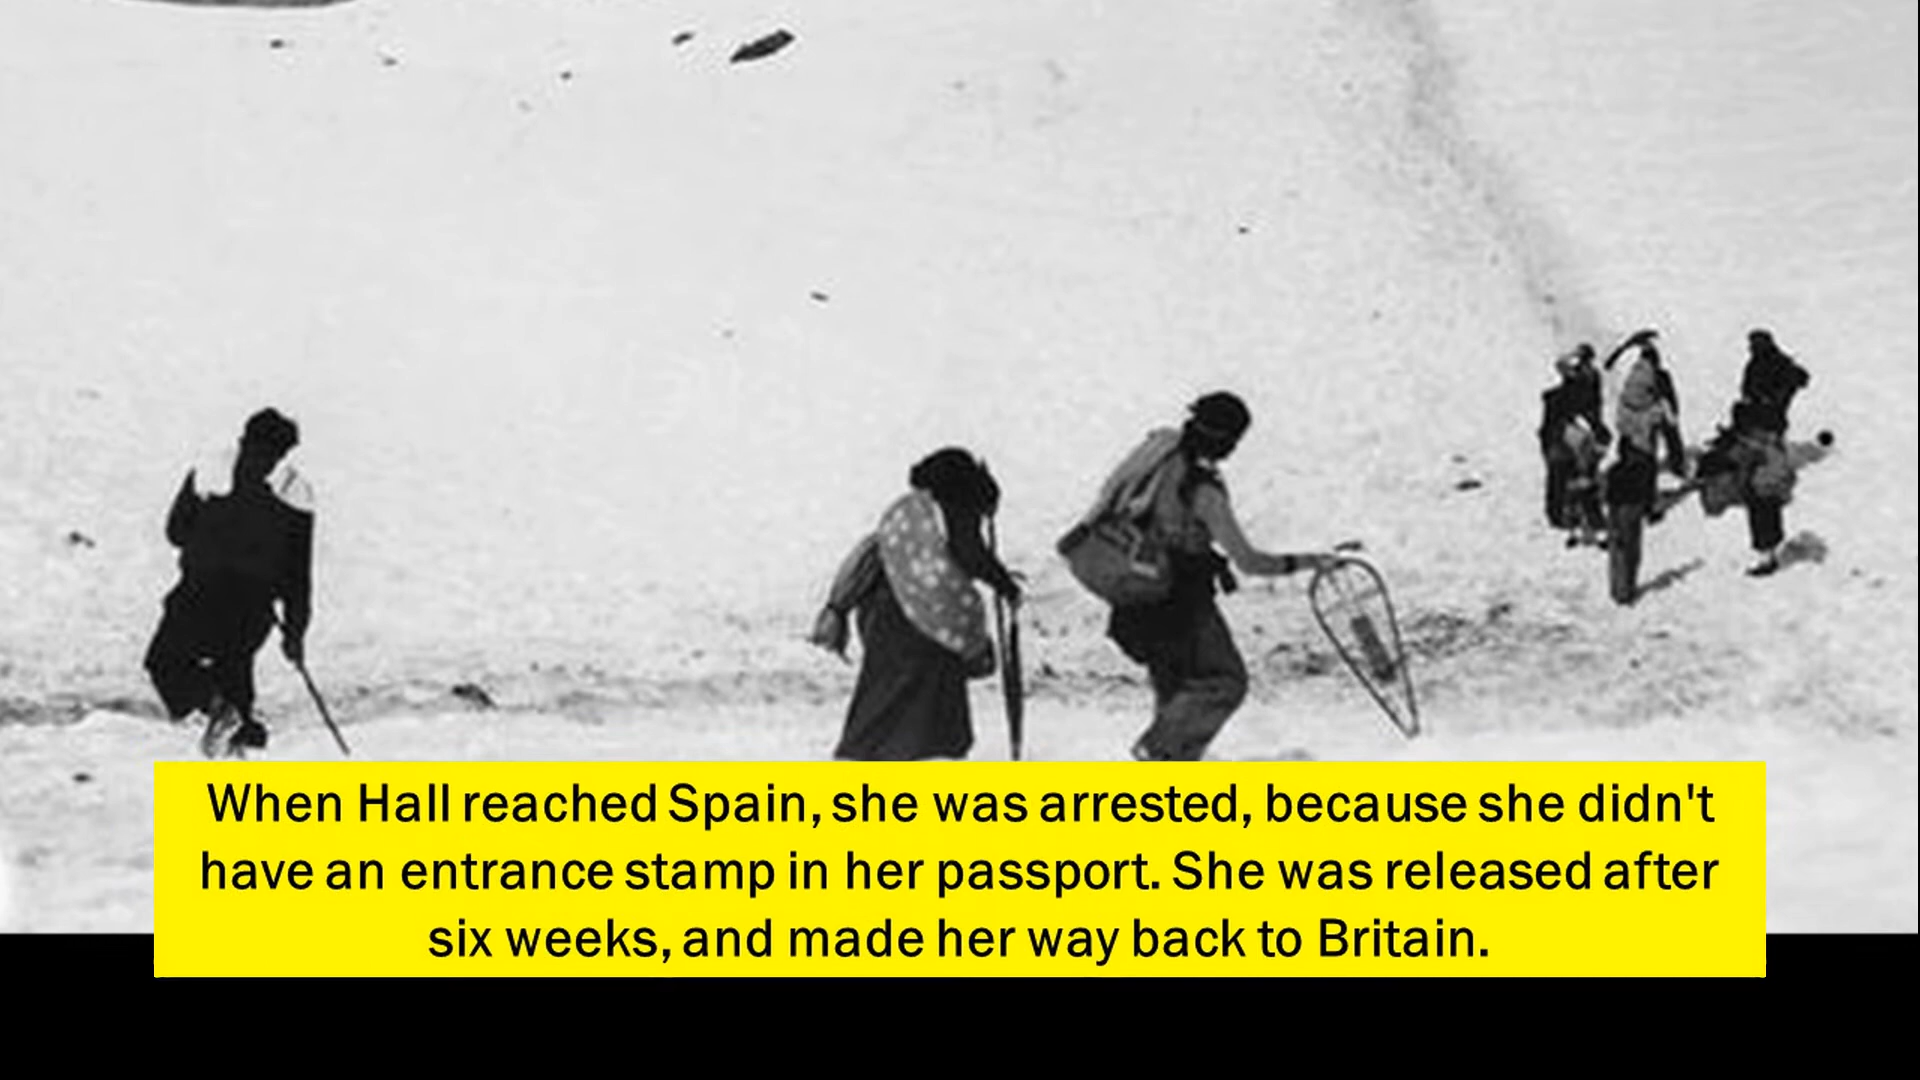 When Hall reached Spain, she was arrested, because she didn't
have an entrance stamp in her passport. She was released after
six weeks, and made her way back to Britain.